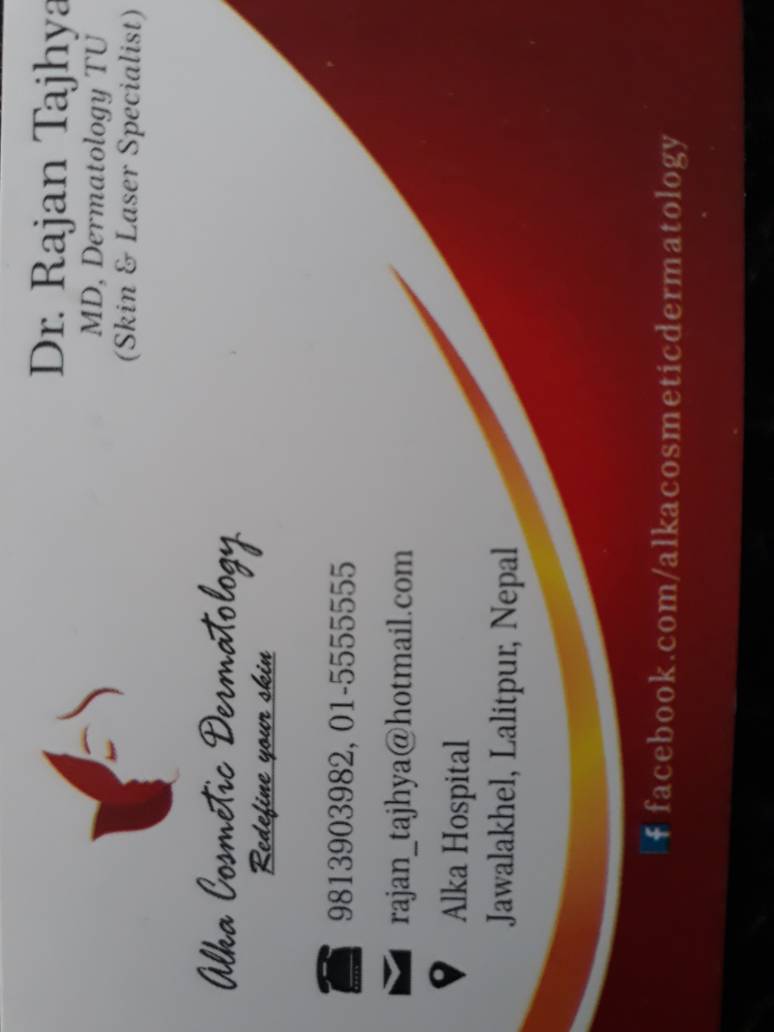 Dr. Rajan Tajhya
MD, Dermatology TU
(Skin & Laser Specialist)
Alka Cosmetic Dermatology
Redefine your skin
9813903982, 01-5555555
rajan_tajhya@hotmail.com
Alka Hospital
Jawalakhel, Lalitpur, Nepal
f facebook.com/alkacosmeticdermatology